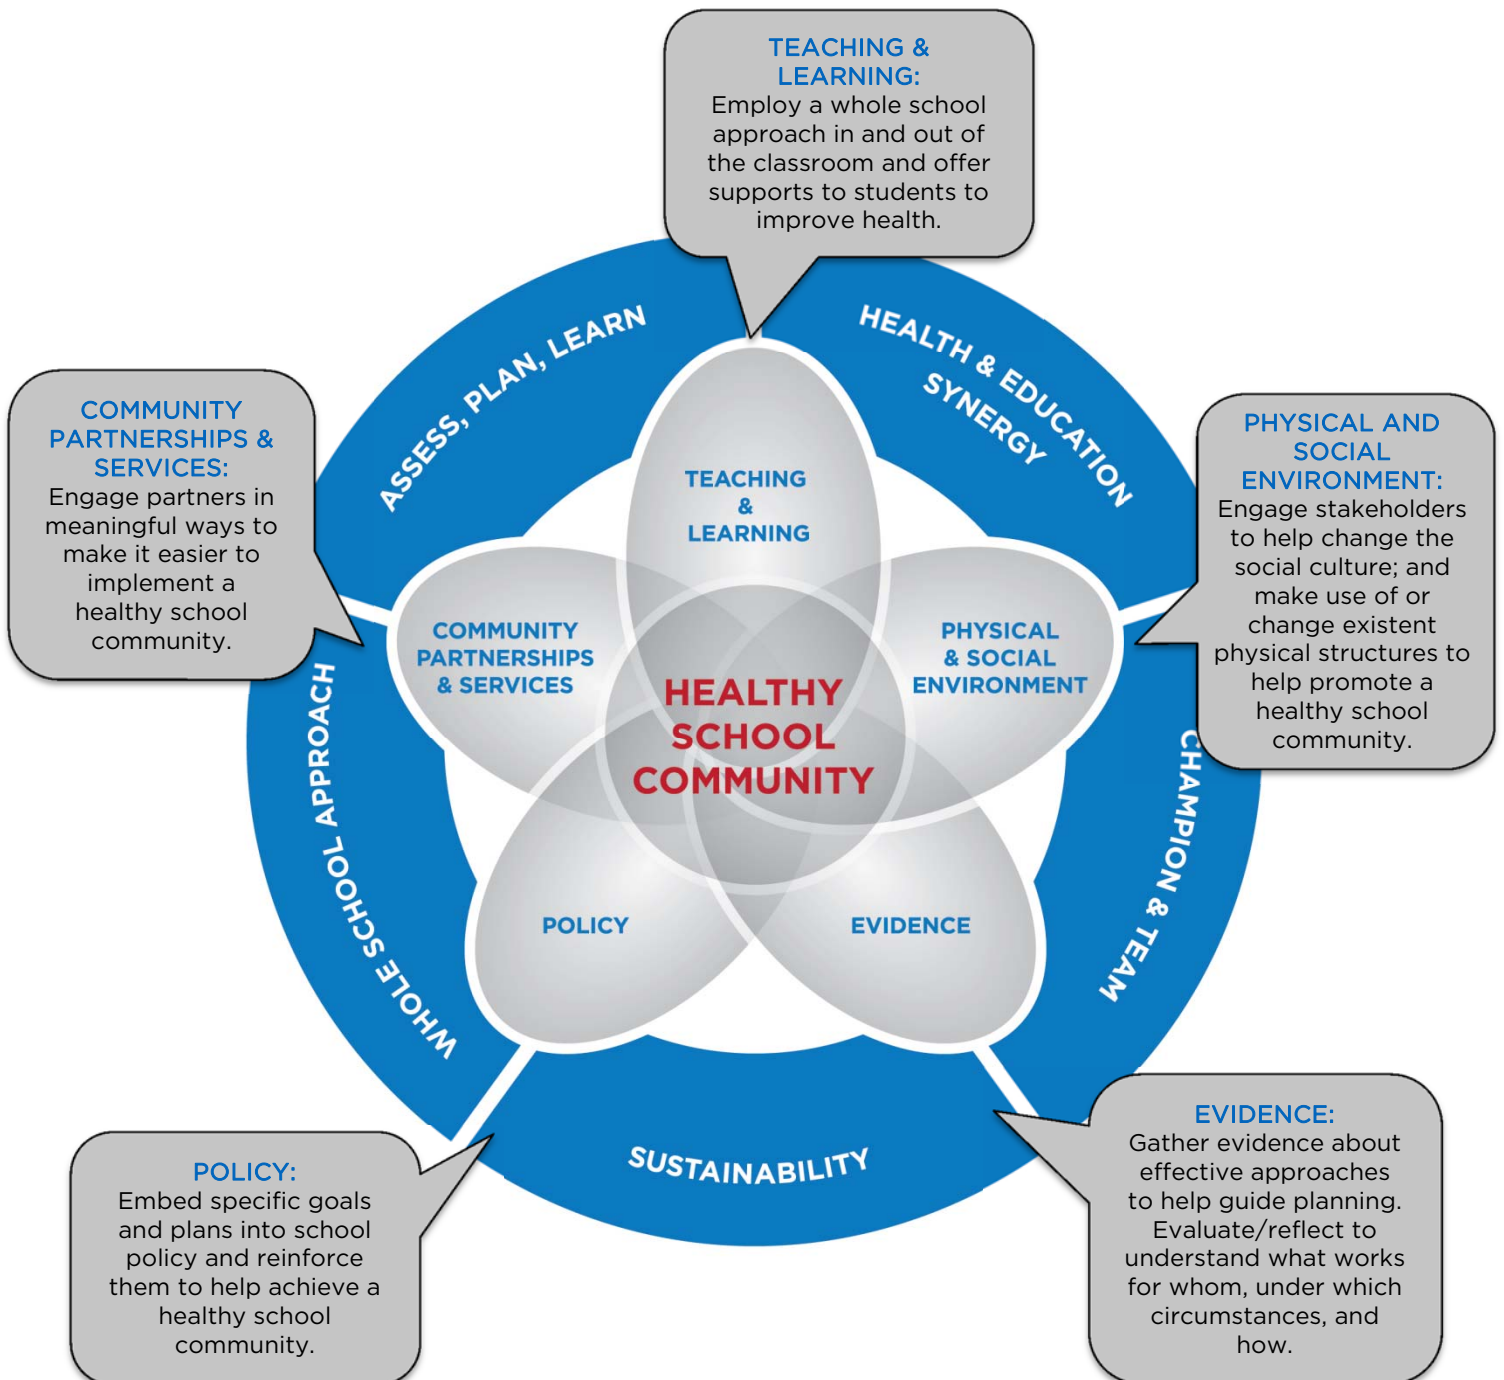 TEACHING &
LEARNING:
Employ a whole school
approach in and out of
the classroom and offer
supports to students to
improve health.
ASSESS, PLAN, LEARN
HEALTH & EDUCATION
SYNERGY
COMMUNITY
PARTNERSHIPS &
SERVICES:
Engage partners in
meaningful ways to
make it easier to
implement a
healthy school
community.
PHYSICAL AND
SOCIAL
ENVIRONMENT:
Engage stakeholders
to help change the
social culture; and
make use of or
change existent
physical structures to
help promote a
healthy school
community.
TEACHING
&
LEARNING
COMMUNITY
PARTNERSHIPS
& SERVICES
PHYSICAL
& SOCIAL
ENVIRONMENT
HEALTHY
SCHOOL
COMMUNITY
WHOLE SCHOOL APPROACH
CHAMPION & TEAM
POLICY
EVIDENCE
SUSTAINABILITY
POLICY:
Embed specific goals
and plans into school
policy and reinforce
them to help achieve a
healthy school
community.
EVIDENCE:
Gather evidence about
effective approaches
to help guide planning.
Evaluate/reflect to
understand what works
for whom, under which
circumstances, and
how.